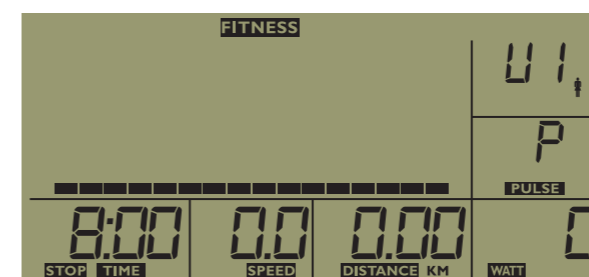 FITNESS
U1
P
PULSE
8:00 0.0 0.00
STOP TIME SPEED DISTANCE KM WATT